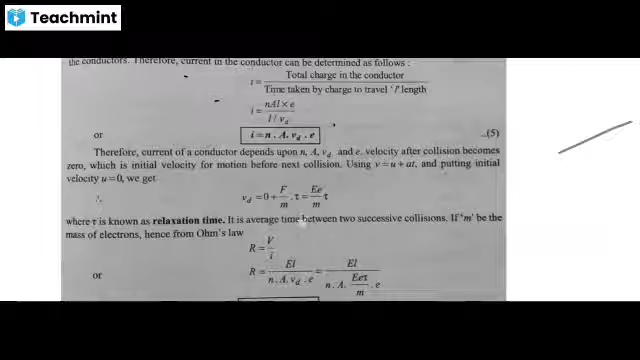 Teachmint
the conductors. Therefore, current in the conductor can be determined as follows :
i = Total charge in the conductor / Time taken by charge to travel 'l' length
i = nAl × e / l / v_d
or i = n . A. v_d . e ...(5)
Therefore, current of a conductor depends upon n, A, v_d and e. velocity after collision becomes
zero, which is initial velocity for motion before next collision. Using v = u + at, and putting initial
velocity u = 0, we get
∴ v_d = 0 + F/m . τ = Ee/m τ
where τ is known as relaxation time. It is average time between two successive collisions. If 'm' be the
mass of electrons, hence from Ohm's law
R = V/i
or R = El / n . A. v_d . e = El / n . A. Eeτ/m . e